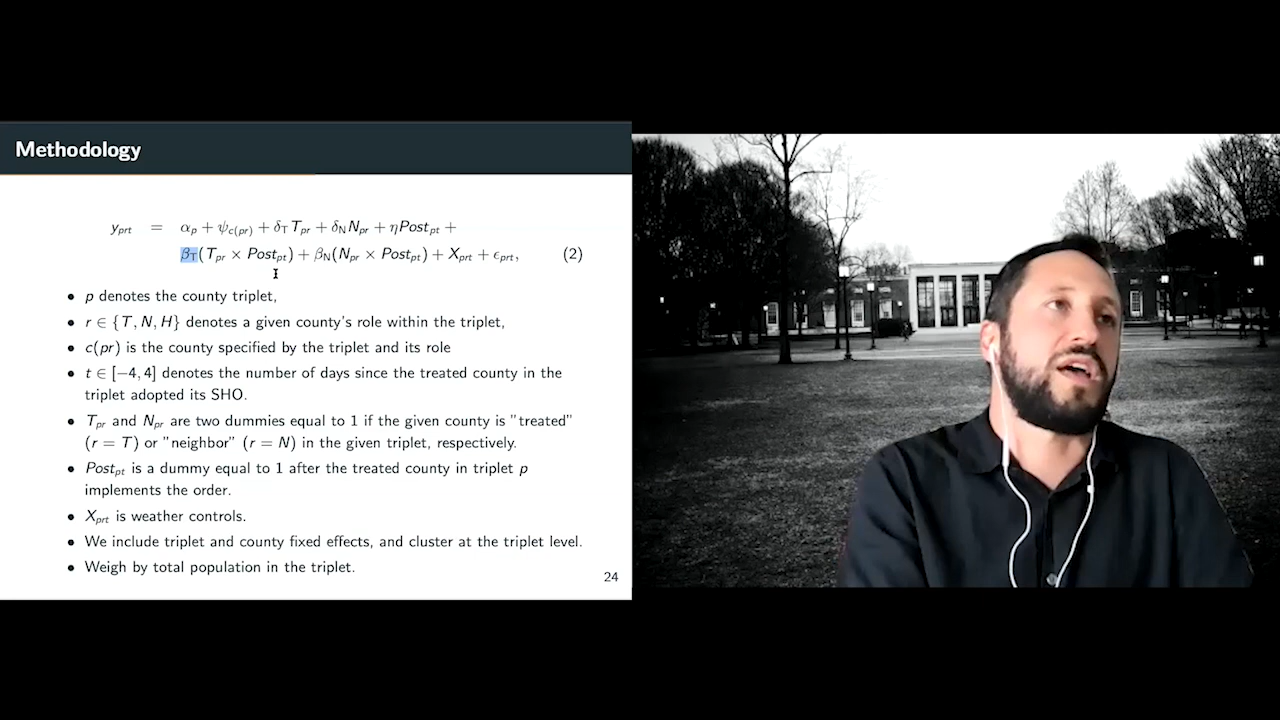 Methodology
y_prt = α_p + ψ_c(pr) + δ_T T_pr + δ_N N_pr + ηPost_pt +
β_T(T_pr × Post_pt) + β_N(N_pr × Post_pt) + X_prt + ϵ_prt, (2)
• p denotes the county triplet,
• r ∈ {T, N, H} denotes a given county's role within the triplet,
• c(pr) is the county specified by the triplet and its role
• t ∈ [−4, 4] denotes the number of days since the treated county in the
triplet adopted its SHO.
• T_pr and N_pr are two dummies equal to 1 if the given county is "treated"
(r = T) or "neighbor" (r = N) in the given triplet, respectively.
• Post_pt is a dummy equal to 1 after the treated county in triplet p
implements the order.
• X_prt is weather controls.
• We include triplet and county fixed effects, and cluster at the triplet level.
• Weigh by total population in the triplet.
24